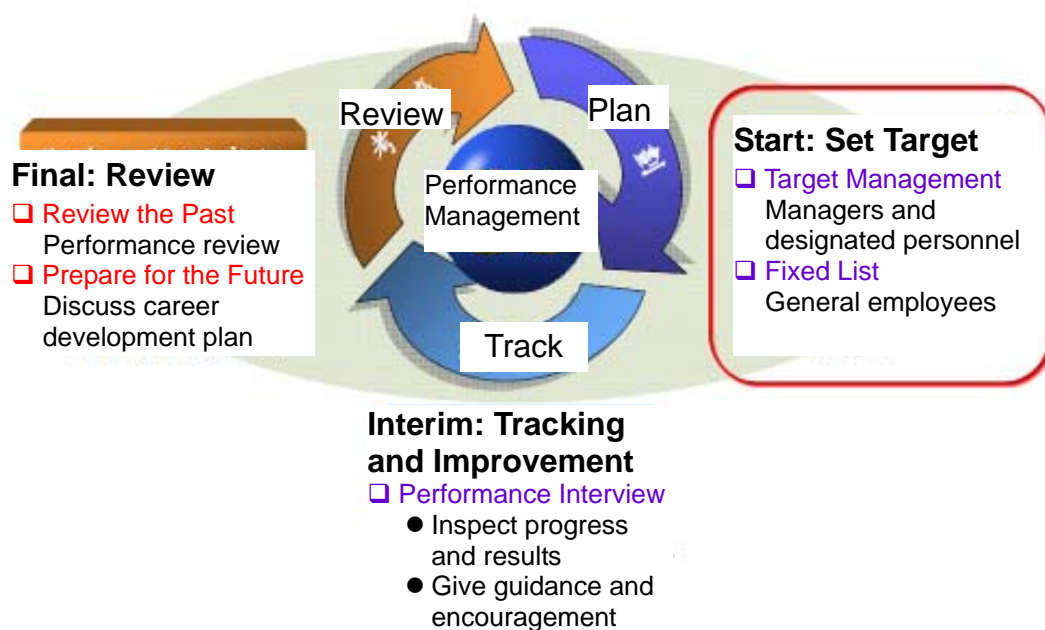 Review
Plan
Performance
Management
Track
Final: Review
❑ Review the Past
Performance review
❑ Prepare for the Future
Discuss career
development plan
Start: Set Target
❑ Target Management
Managers and
designated personnel
❑ Fixed List
General employees
Interim: Tracking
and Improvement
❑ Performance Interview
● Inspect progress
and results
● Give guidance and
encouragement